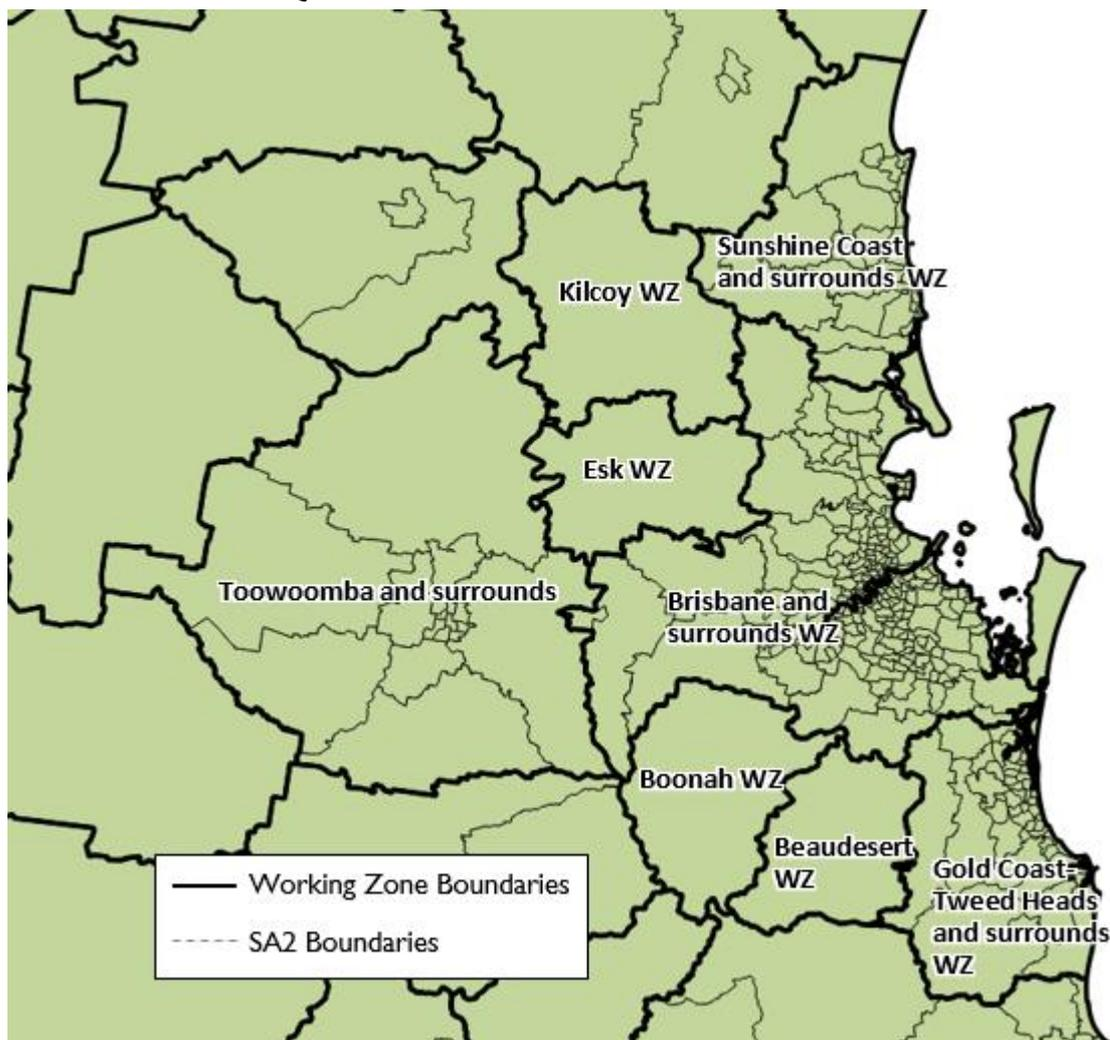 Sunshine Coast
and surrounds WZ
Kilcoy WZ
Esk WZ
Toowoomba and surrounds
Brisbane and
surrounds WZ
Boonah WZ
Beaudesert
WZ
Gold Coast-
Tweed Heads
and surrounds
WZ
Working Zone Boundaries
SA2 Boundaries